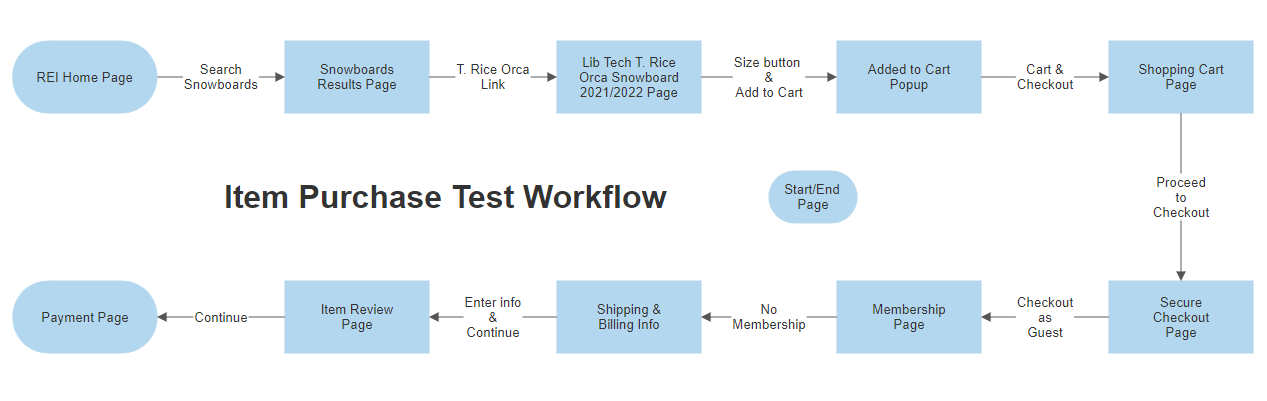 REI Home Page
Search
Snowboards
Snowboards
Results Page
T. Rice Orca
Link
Lib Tech T. Rice
Orca Snowboard
2021/2022 Page
Size button
&
Add to Cart
Added to Cart
Popup
Cart &
Checkout
Shopping Cart
Page
Proceed
to
Checkout
Item Purchase Test Workflow
Start/End
Page
Secure
Checkout
Page
Checkout
as
Guest
Membership
Page
No
Membership
Shipping &
Billing Info
Enter info
&
Continue
Item Review
Page
Continue
Payment Page